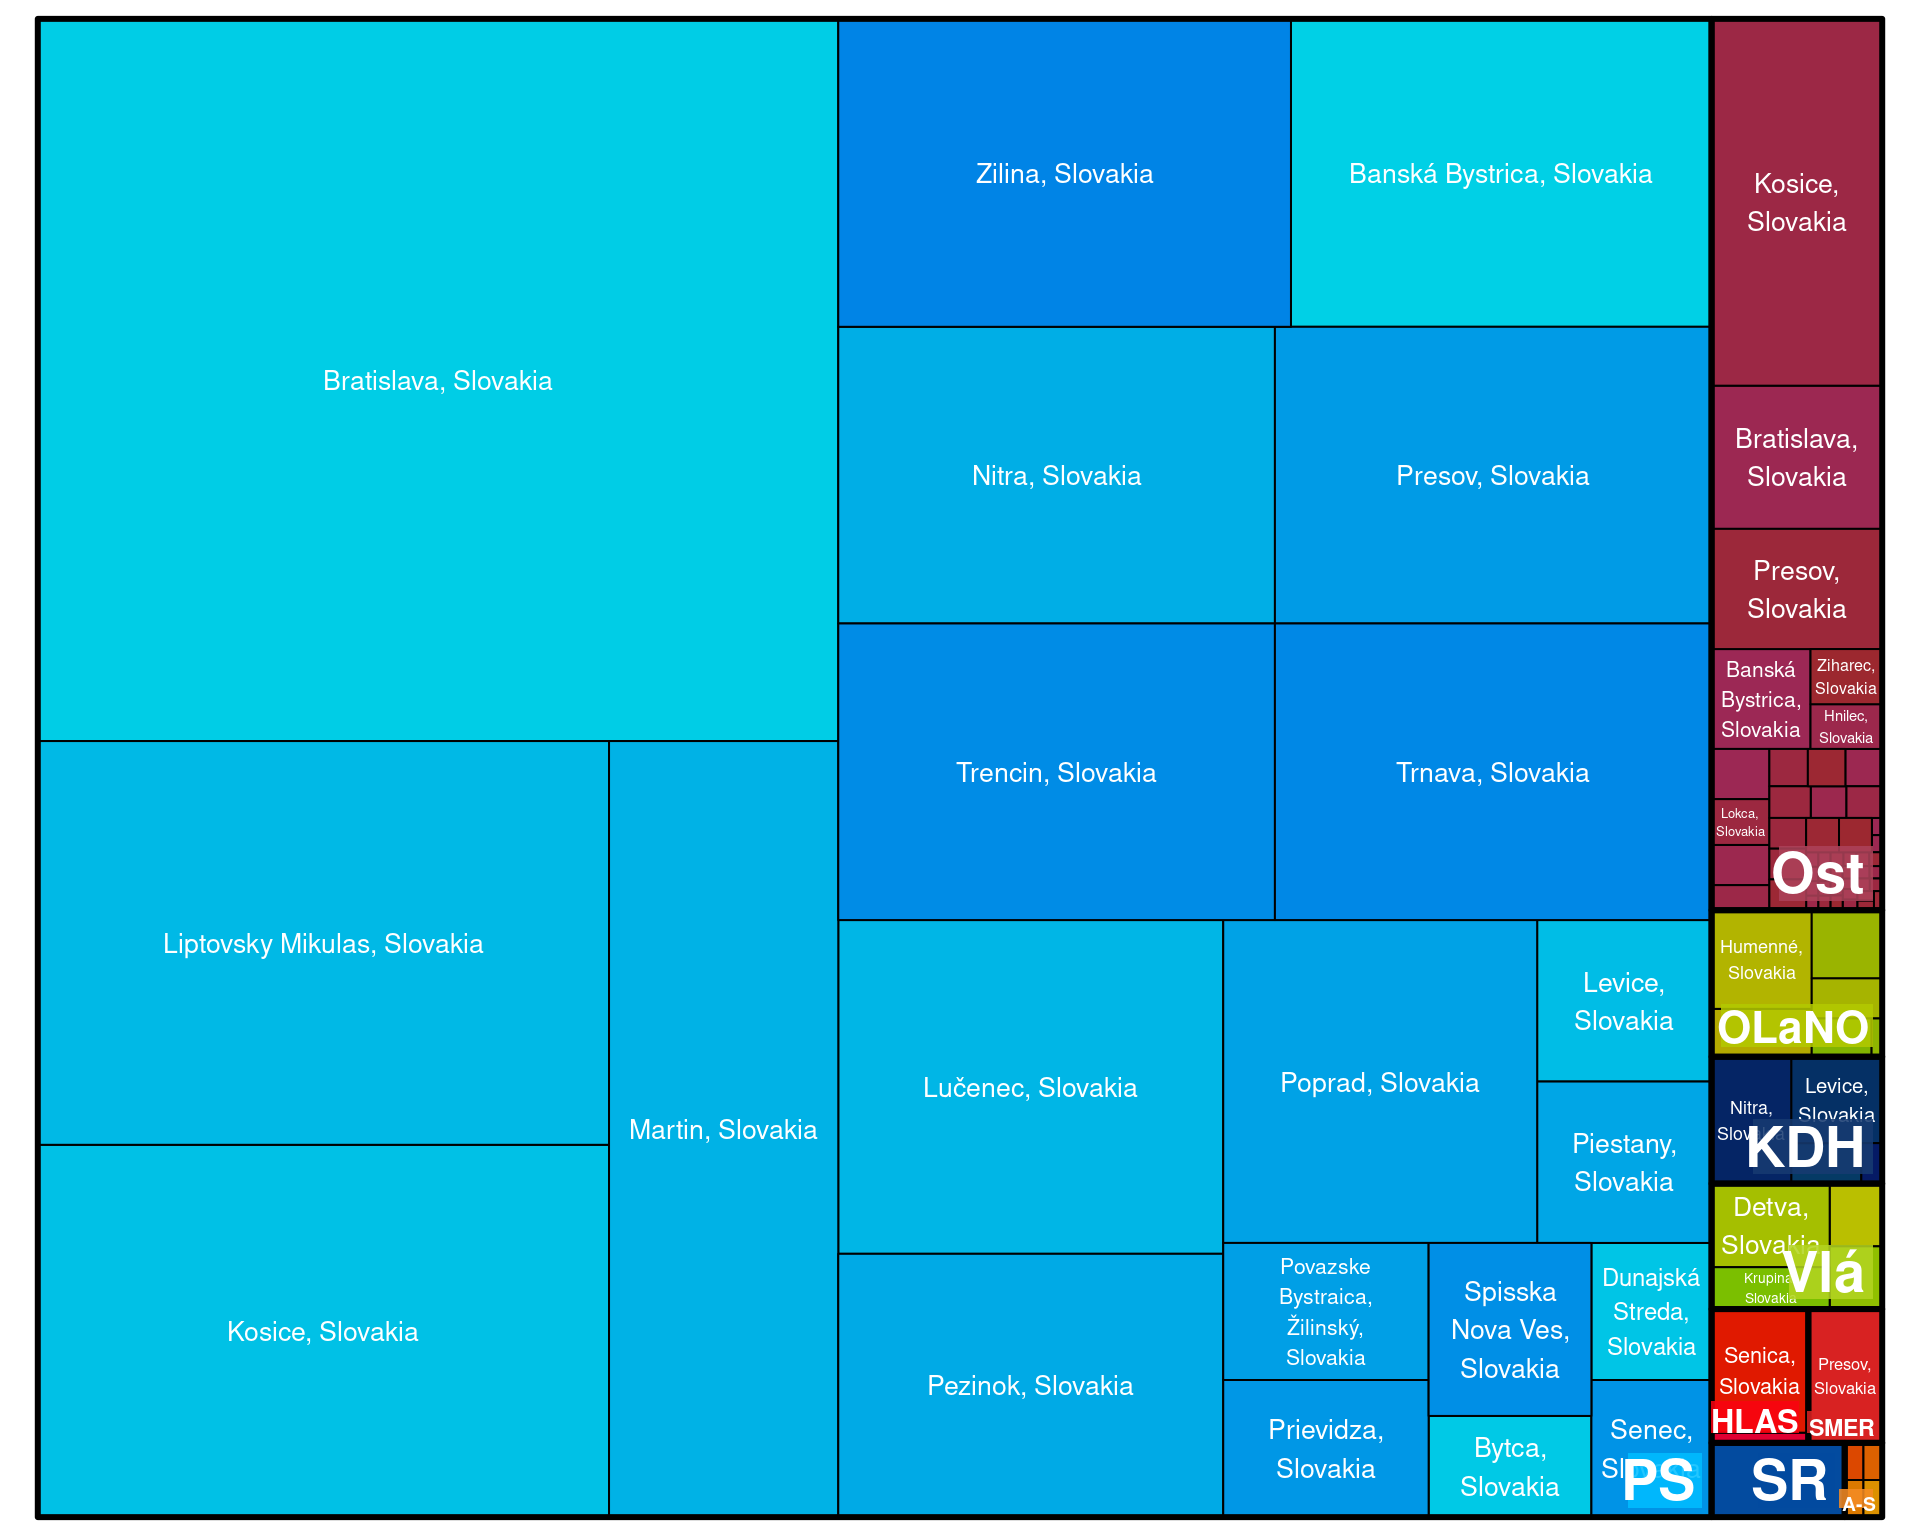 Bratislava, Slovakia
Zilina, Slovakia
Banská Bystrica, Slovakia
Nitra, Slovakia
Presov, Slovakia
Trencin, Slovakia
Trnava, Slovakia
Liptovsky Mikulas, Slovakia
Kosice, Slovakia
Martin, Slovakia
Lučenec, Slovakia
Pezinok, Slovakia
Poprad, Slovakia
Levice,
Slovakia
Piestany,
Slovakia
Povazske
Bystraica,
Žilinský,
Slovakia
Prievidza,
Slovakia
Spisska
Nova Ves,
Slovakia
Bytca,
Slovakia
Dunajská
Streda,
Slovakia
Senec,
Slovakia
PS
Kosice,
Slovakia
Bratislava,
Slovakia
Presov,
Slovakia
Banská
Bystrica,
Slovakia
Ziharec,
Slovakia
Hnilec,
Slovakia
Lokca,
Slovakia
Ost
Humenné,
Slovakia
OLaNO
Nitra,
Slovakia
Levice,
Slovakia
KDH
Detva,
Slovakia
Krupina,
Slovakia
Vlá
Senica,
Slovakia
HLAS
Presov,
Slovakia
SMER
SR
A-S